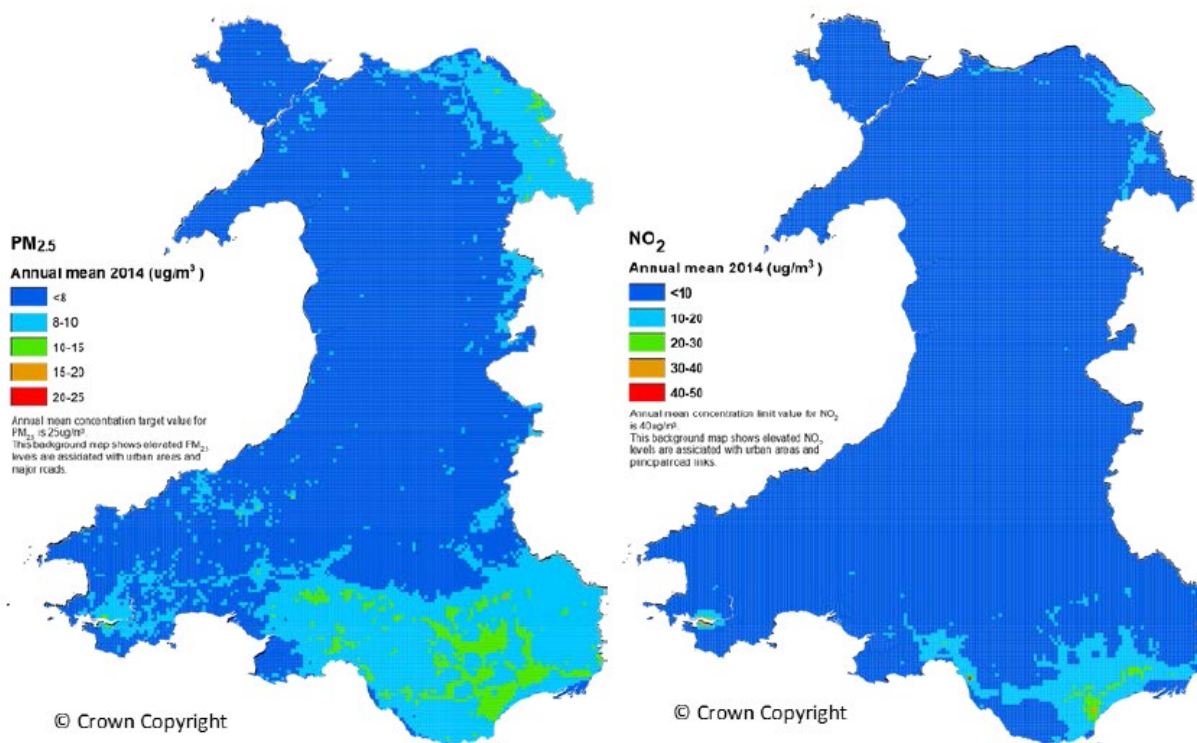 PM2.5
Annual mean 2014 (ug/m3 )
<8
8-10
10-15
15-20
20-25
Annual mean concentration target value for
PM2.5 is 25ug/m3.
This background map shows elevated PM2.5
levels are assiciated with urban areas and
major roads.
© Crown Copyright
NO2
Annual mean 2014 (ug/m3 )
<10
10-20
20-30
30-40
40-50
Annual mean concentration limit value for NO2
is 40ug/m3.
This background map shows elevated NO2
levels are assiciated with urban areas and
principal road links.
© Crown Copyright